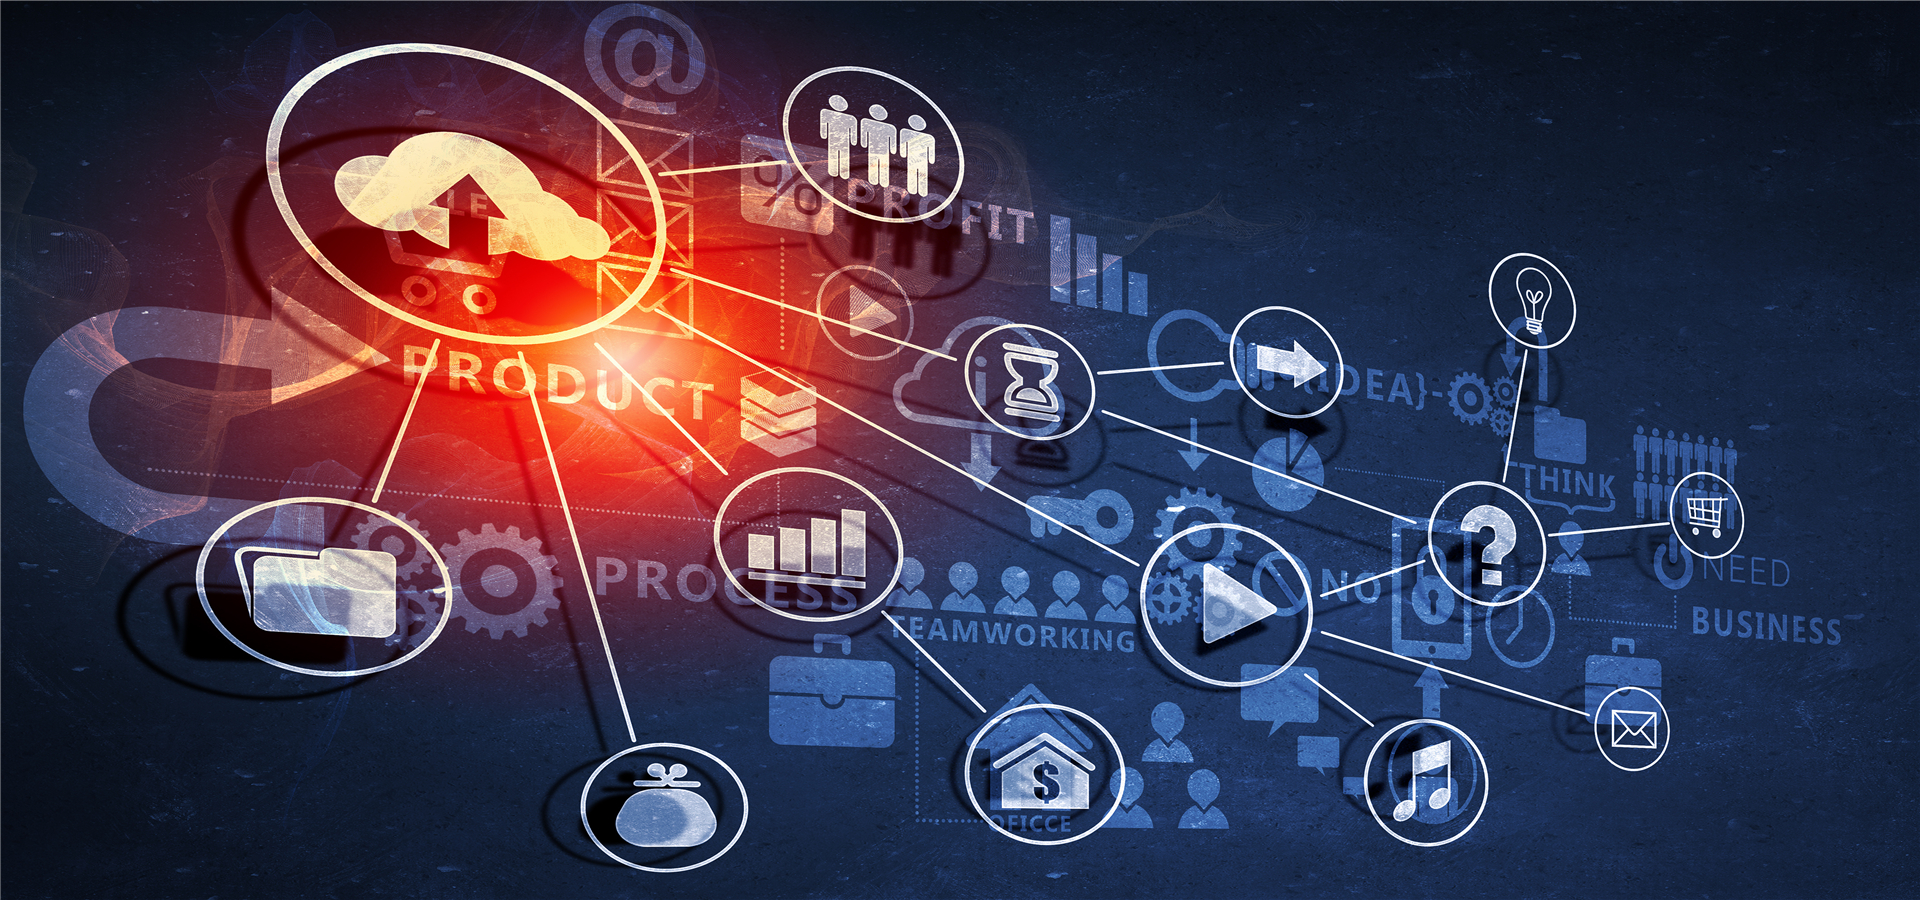 @
%
PROFIT
PRODUCT
i
{IDEA}-
THINK
?
PROCESS
NO
NEED
TEAMWORKING
BUSINESS
$
OFICCE